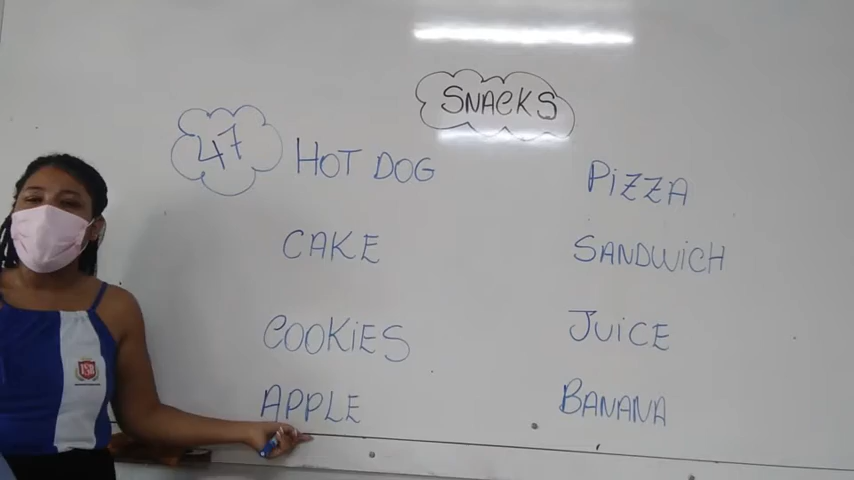 SNACKS
47
HOT DOG
CAKE
COOKIES
APPLE
PIZZA
SANDWICH
JUICE
BANANA